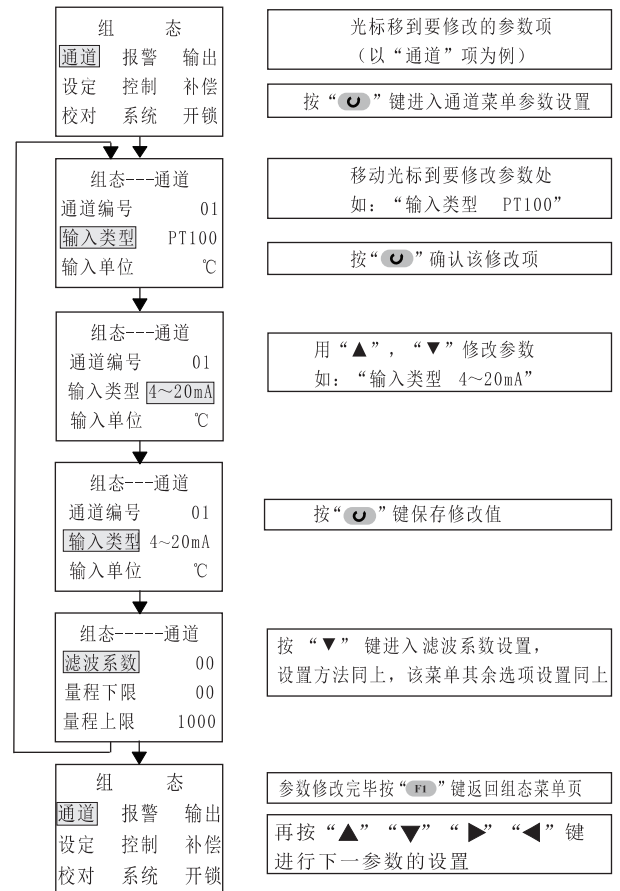 组 态
通道 报警 输出
设定 控制 补偿
校对 系统 开锁
光标移到要修改的参数项
（以“通道”项为例）
按“ ”键进入通道菜单参数设置
组态---通道
通道编号 01
输入类型 PT100
输入单位 ℃
移动光标到要修改参数处
如：“输入类型 PT100”
按“ ”确认该修改项
组态---通道
通道编号 01
输入类型 4～20mA
输入单位 ℃
用“▲”，“▼”修改参数
如：“输入类型 4～20mA”
组态---通道
通道编号 01
输入类型 4~20mA
输入单位 ℃
按“ ”键保存修改值
组态-----通道
滤波系数 00
量程下限 00
量程上限 1000
按 “▼” 键进入滤波系数设置，
设置方法同上，该菜单其余选项设置同上
组 态
通道 报警 输出
设定 控制 补偿
校对 系统 开锁
参数修改完毕按“F1”键返回组态菜单页
再按“▲”“▼”“▶”“◀”键
进行下一参数的设置